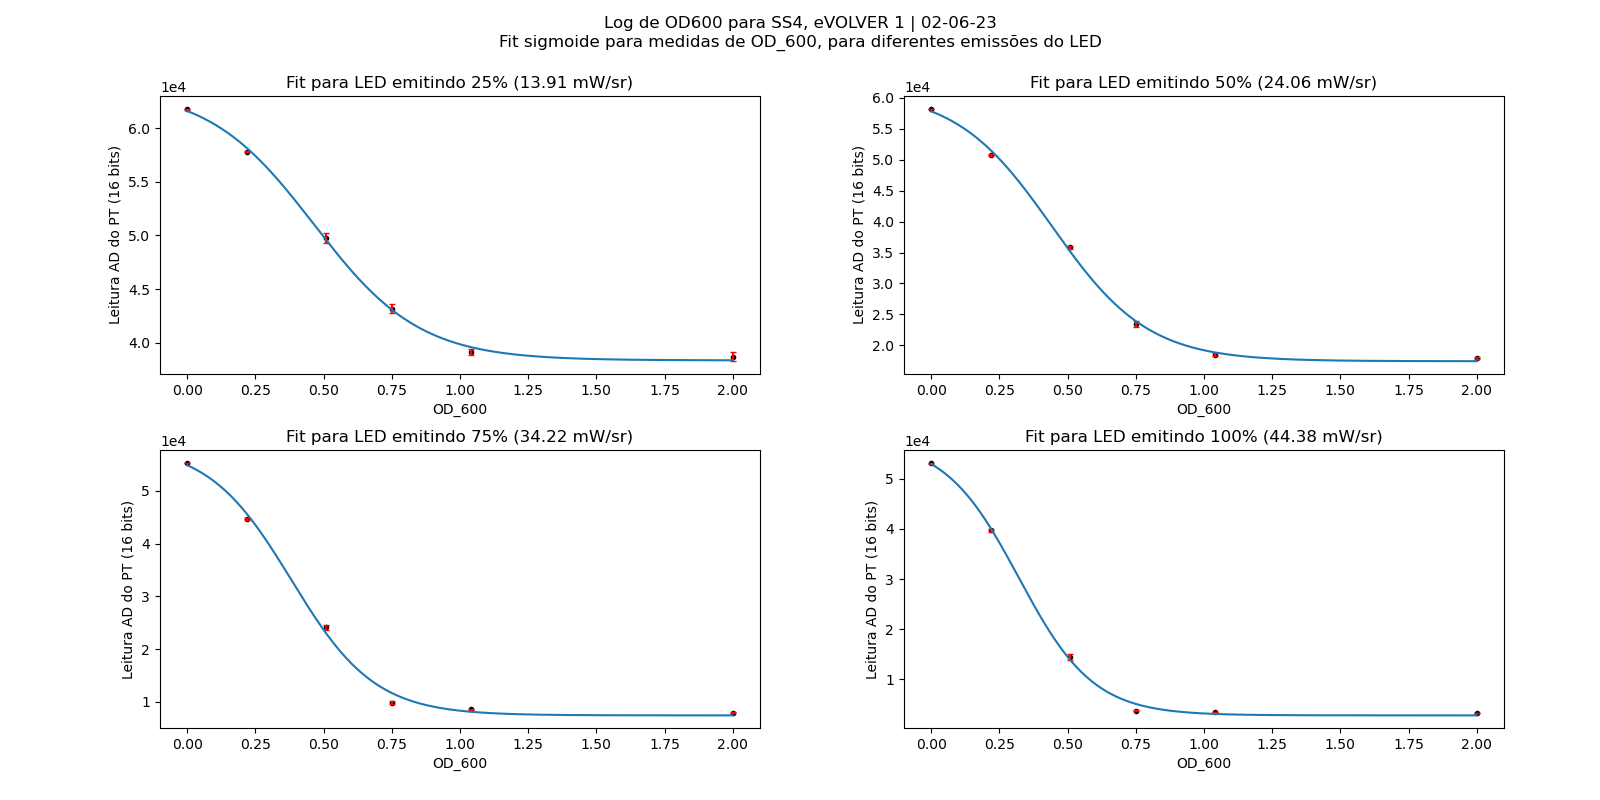 Log de OD600 para SS4, eVOLVER 1 | 02-06-23
Fit sigmoide para medidas de OD_600, para diferentes emissões do LED
Fit para LED emitindo 25% (13.91 mW/sr)
1e4
Leitura AD do PT (16 bits)
6.0
5.5
5.0
4.5
4.0
0.00 0.25 0.50 0.75 1.00 1.25 1.50 1.75 2.00
OD_600
Fit para LED emitindo 50% (24.06 mW/sr)
1e4
Leitura AD do PT (16 bits)
6.0
5.5
5.0
4.5
4.0
3.5
3.0
2.5
2.0
0.00 0.25 0.50 0.75 1.00 1.25 1.50 1.75 2.00
OD_600
Fit para LED emitindo 75% (34.22 mW/sr)
1e4
Leitura AD do PT (16 bits)
5
4
3
2
1
0.00 0.25 0.50 0.75 1.00 1.25 1.50 1.75 2.00
OD_600
Fit para LED emitindo 100% (44.38 mW/sr)
1e4
Leitura AD do PT (16 bits)
5
4
3
2
1
0.00 0.25 0.50 0.75 1.00 1.25 1.50 1.75 2.00
OD_600